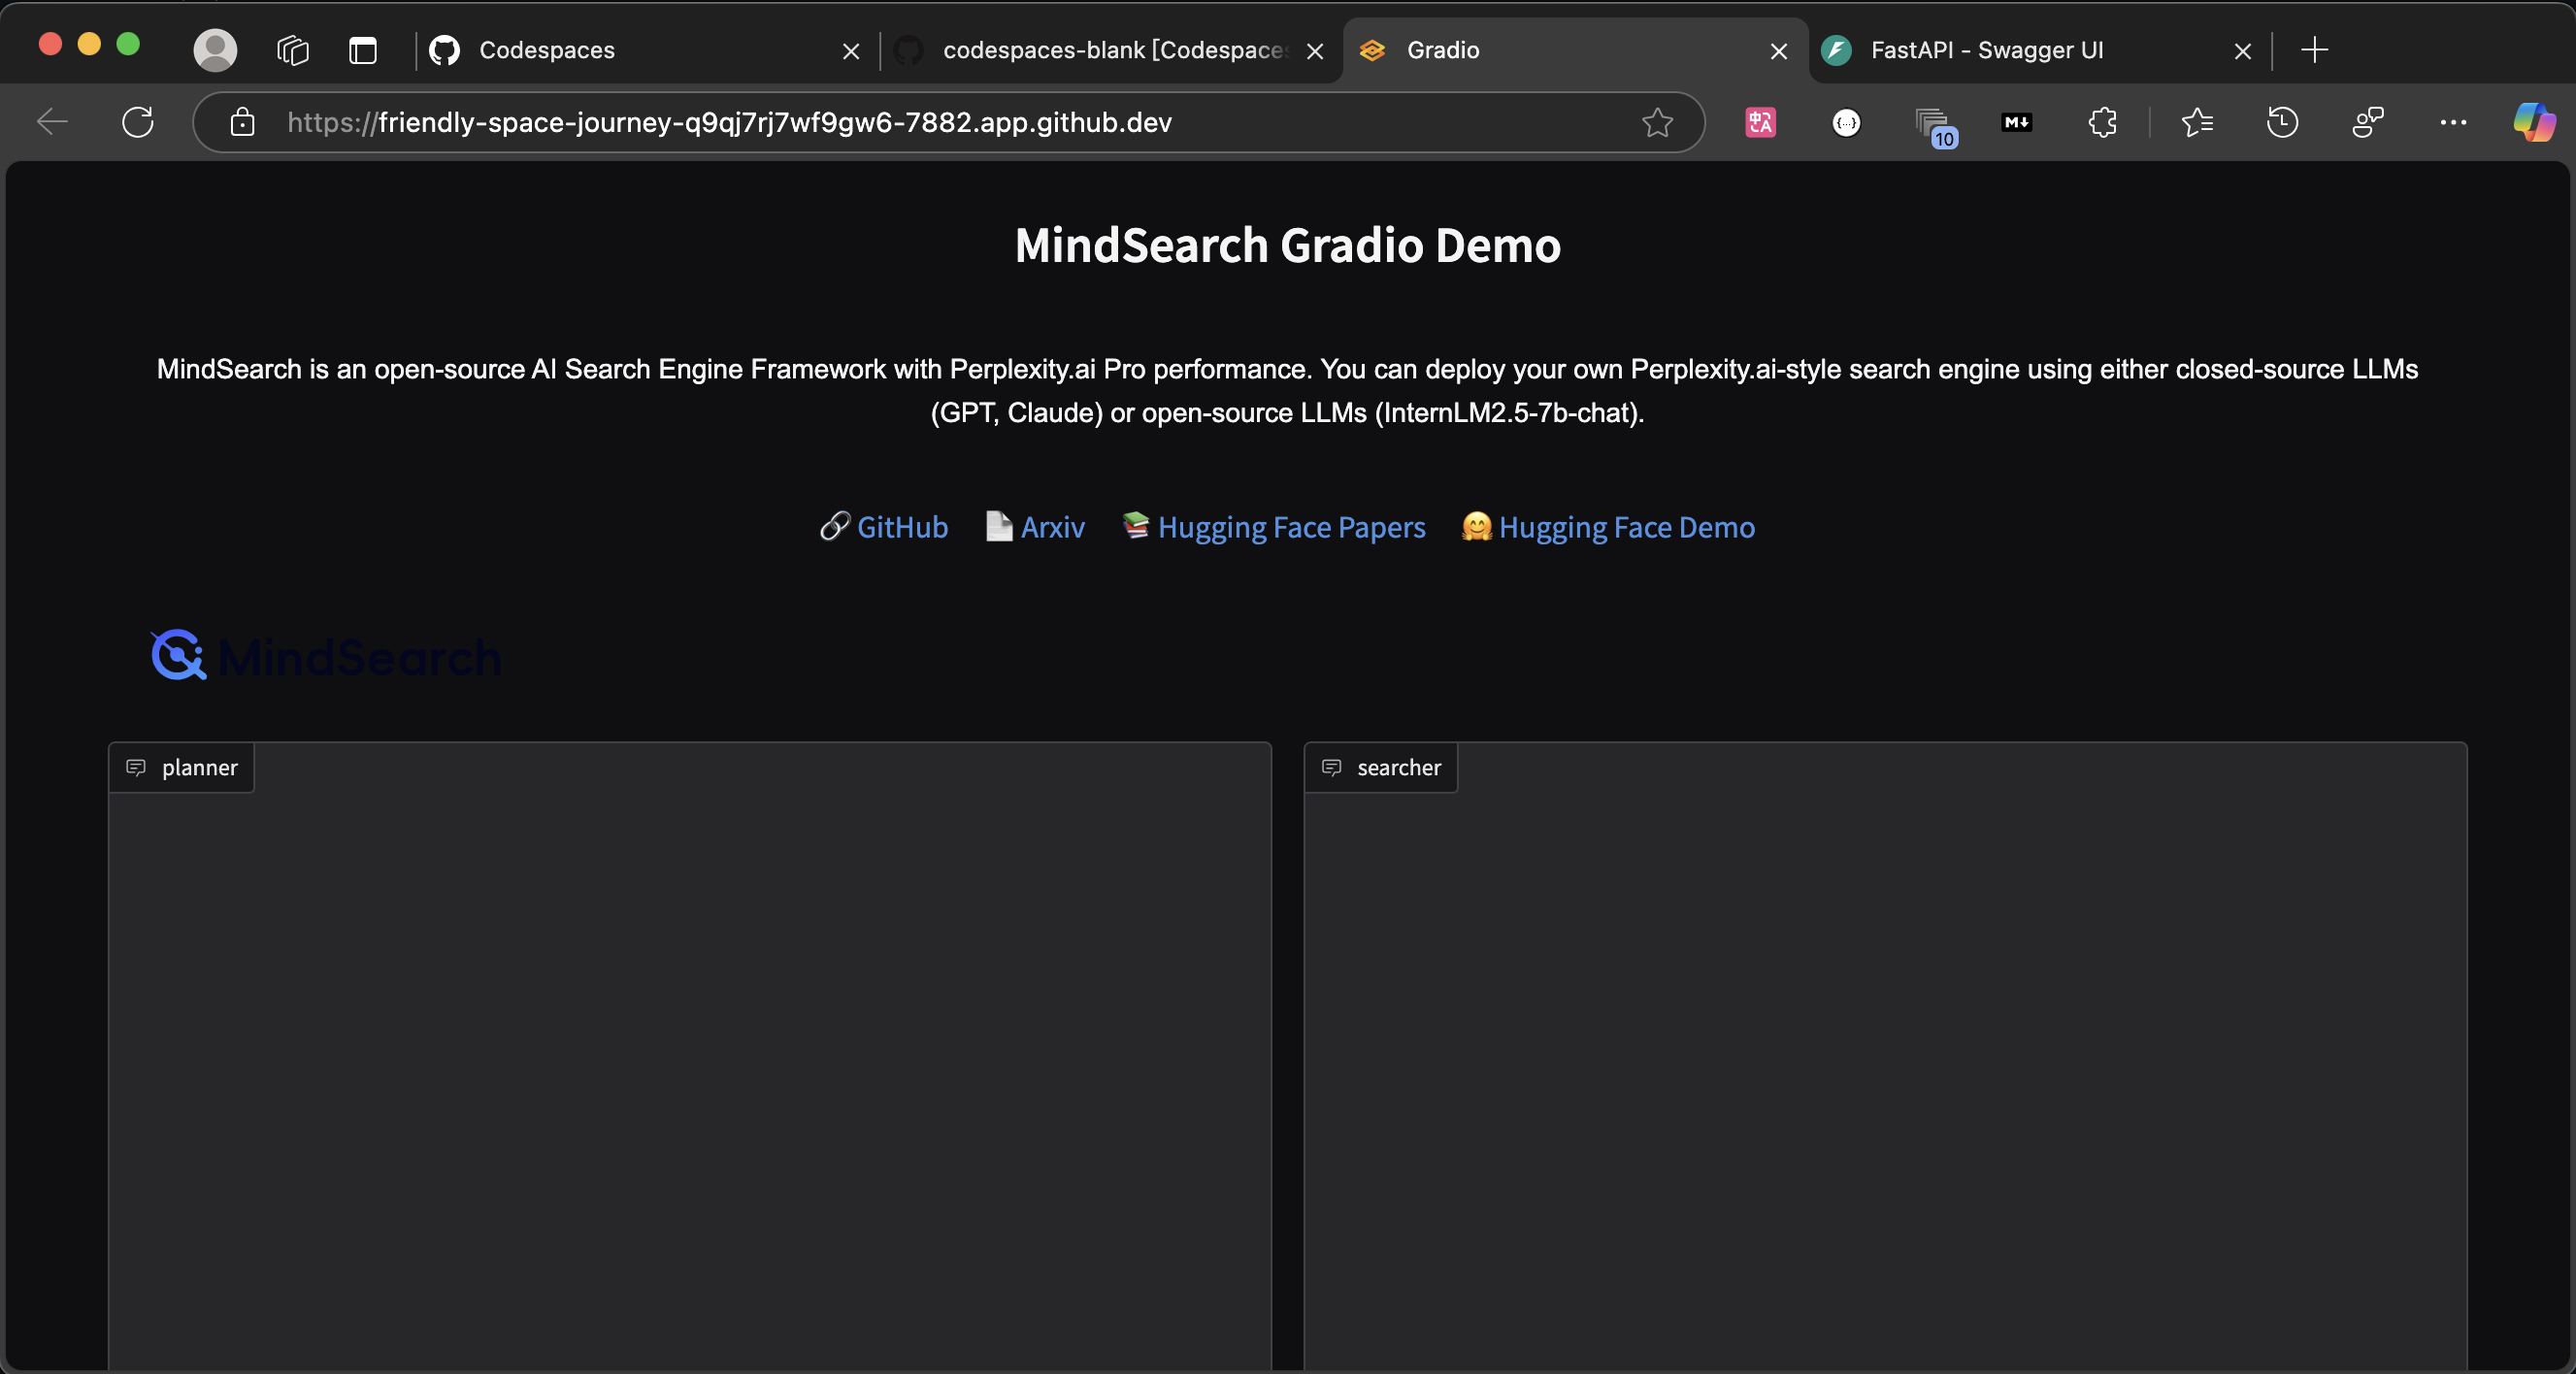 Codespaces
codespaces-blank [Codespaces
Gradio
FastAPI - Swagger UI
https://friendly-space-journey-q9qj7rj7wf9gw6-7882.app.github.dev
中A
{...}
10
M↓
MindSearch Gradio Demo
MindSearch is an open-source AI Search Engine Framework with Perplexity.ai Pro performance. You can deploy your own Perplexity.ai-style search engine using either closed-source LLMs
(GPT, Claude) or open-source LLMs (InternLM2.5-7b-chat).
🔗 GitHub 📄 Arxiv 📚 Hugging Face Papers 🤗 Hugging Face Demo
MindSearch
planner
searcher